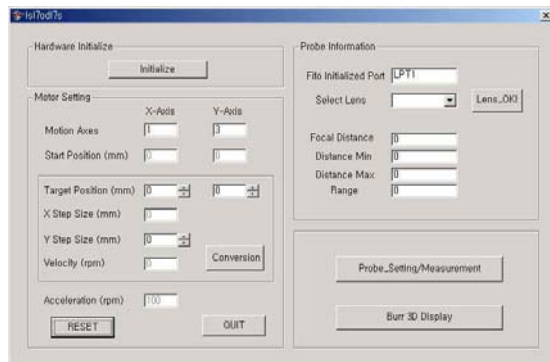 Hardware Initialize
Initialize
Motor Setting
X-Axis Y-Axis
Motion Axes 1 3
Start Position (mm) 0 0
Target Position (mm) 0 0
X Step Size (mm) 0
Y Step Size (mm) 0
Velocity (rpm) 0
Conversion
Acceleration (rpm) 100
RESET QUIT
Probe Information
Fito Initialized Port LPT1
Select Lens Lens_OK!
Focal Distance 0
Distance Min 0
Distance Max 0
Range 0
Probe_Setting/Measurement
Burr 3D Display